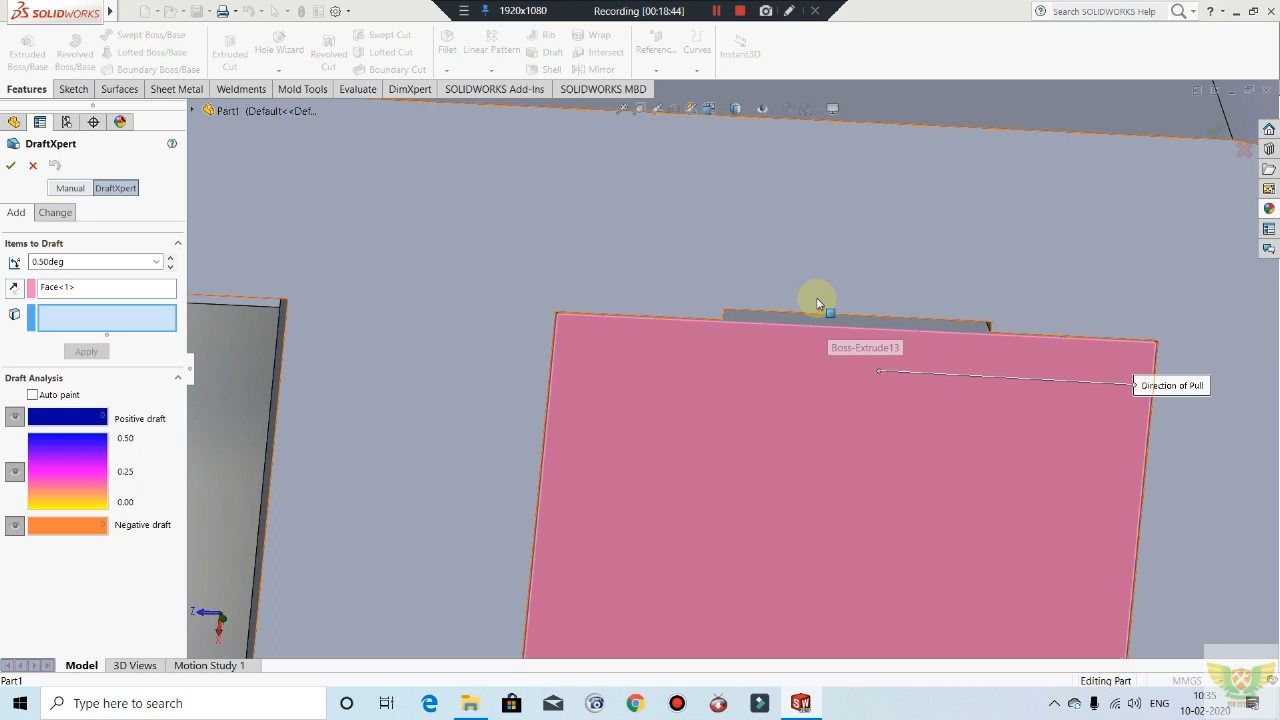 1920x1080
Recording [00:18:44]
SOLIDWORKS
Search SOLIDWORKS Help
Extruded Boss/Base
Revolved Boss/Base
Swept Boss/Base
Lofted Boss/Base
Boundary Boss/Base
Extruded Cut
Hole Wizard
Revolved Cut
Swept Cut
Lofted Cut
Boundary Cut
Fillet
Linear Pattern
Rib
Draft
Shell
Wrap
Intersect
Mirror
Referenc...
Curves
Instant3D
Features
Sketch
Surfaces
Sheet Metal
Weldments
Mold Tools
Evaluate
DimXpert
SOLIDWORKS Add-Ins
SOLIDWORKS MBD
Part1 (Default<<Def...
DraftXpert
Manual
DraftXpert
Add
Change
Items to Draft
0.50deg
Face<1>
Apply
Draft Analysis
Auto paint
0
Positive draft
0.50
0.25
0.00
0
Negative draft
Boss-Extrude13
Direction of Pull
Z
X
Model
3D Views
Motion Study 1
Part1
Editing Part
MMGS
Type here to search
ENG
10:35
10-02-2020